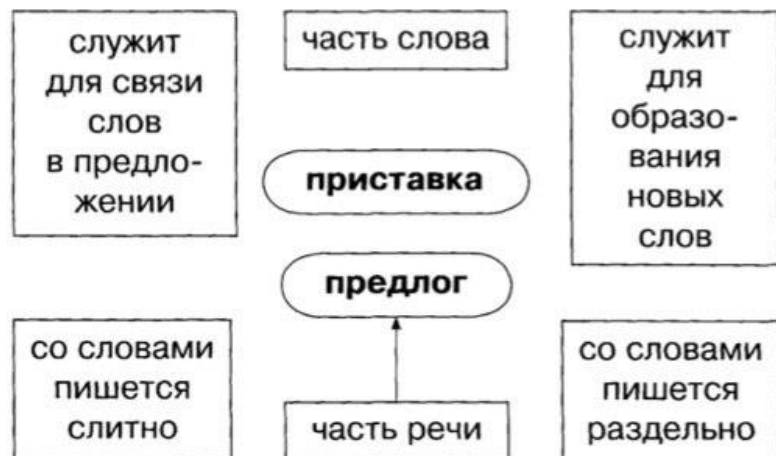 служит
для связи
слов
в предло-
жении
часть слова
служит
для
образо-
вания
новых
слов
приставка
предлог
со словами
пишется
слитно
часть речи
со словами
пишется
раздельно